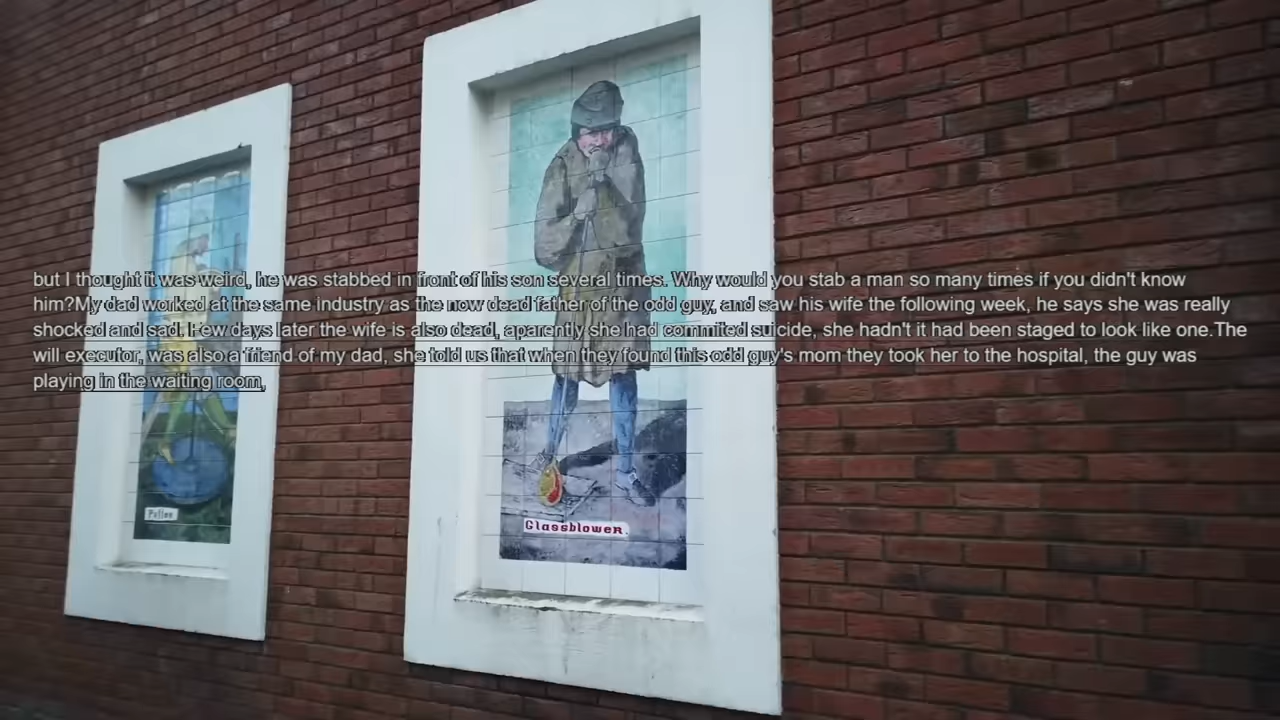 but I thought it was weird, he was stabbed in front of his son several times. Why would you stab a man so many times if you didn't know
him?My dad worked at the same industry as the now dead father of the odd guy, and saw his wife the following week, he says she was really
shocked and sad. Few days later the wife is also dead, aparently she had commited suicide, she hadn't it had been staged to look like one.The
will executor, was also a friend of my dad, she told us that when they found this odd guy's mom they took her to the hospital, the guy was
playing in the waiting room,
Glassblower.